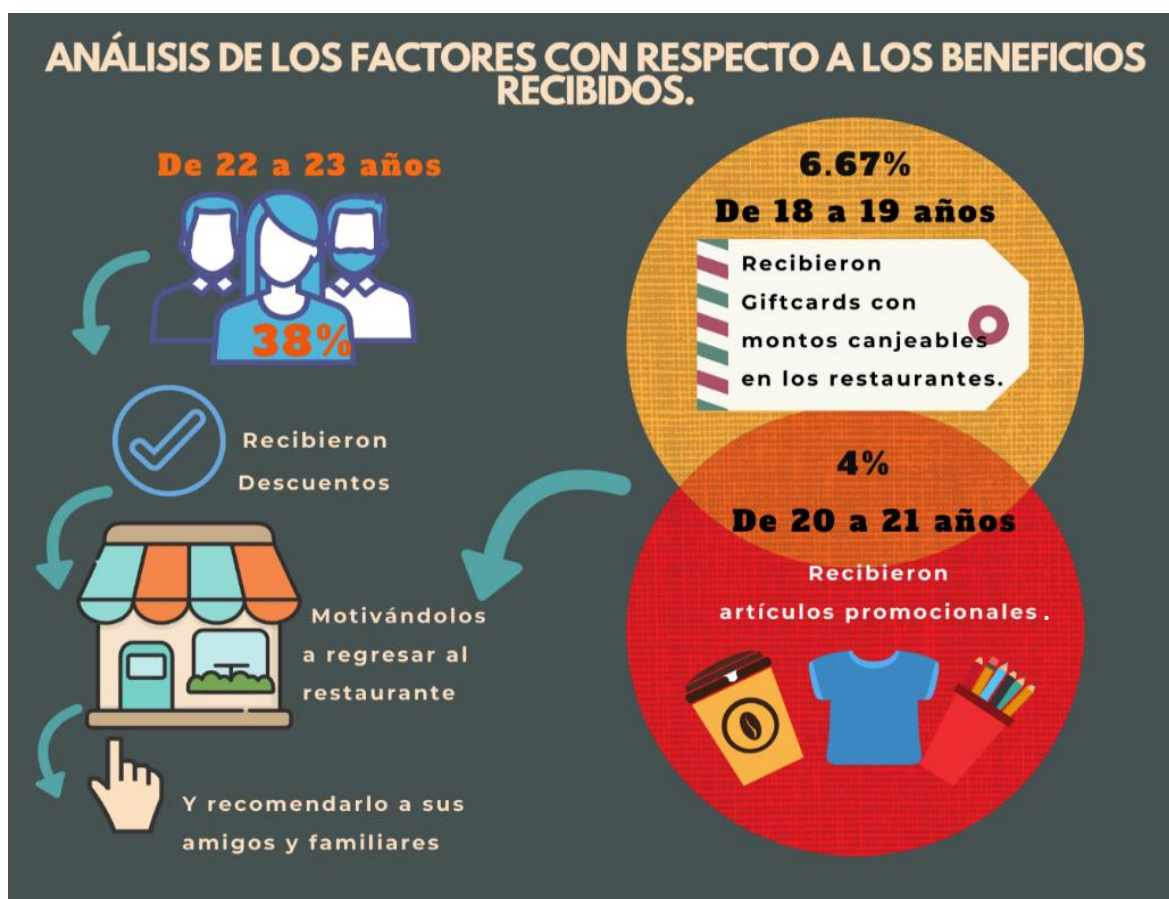 ANÁLISIS DE LOS FACTORES CON RESPECTO A LOS BENEFICIOS
RECIBIDOS.
De 22 a 23 años
38%
Recibieron
Descuentos
Motivándolos
a regresar al
restaurante
Y recomendarlo a sus
amigos y familiares
6.67%
De 18 a 19 años
Recibieron
Giftcards con
montos canjeables
en los restaurantes.
4%
De 20 a 21 años
Recibieron
artículos promocionales.